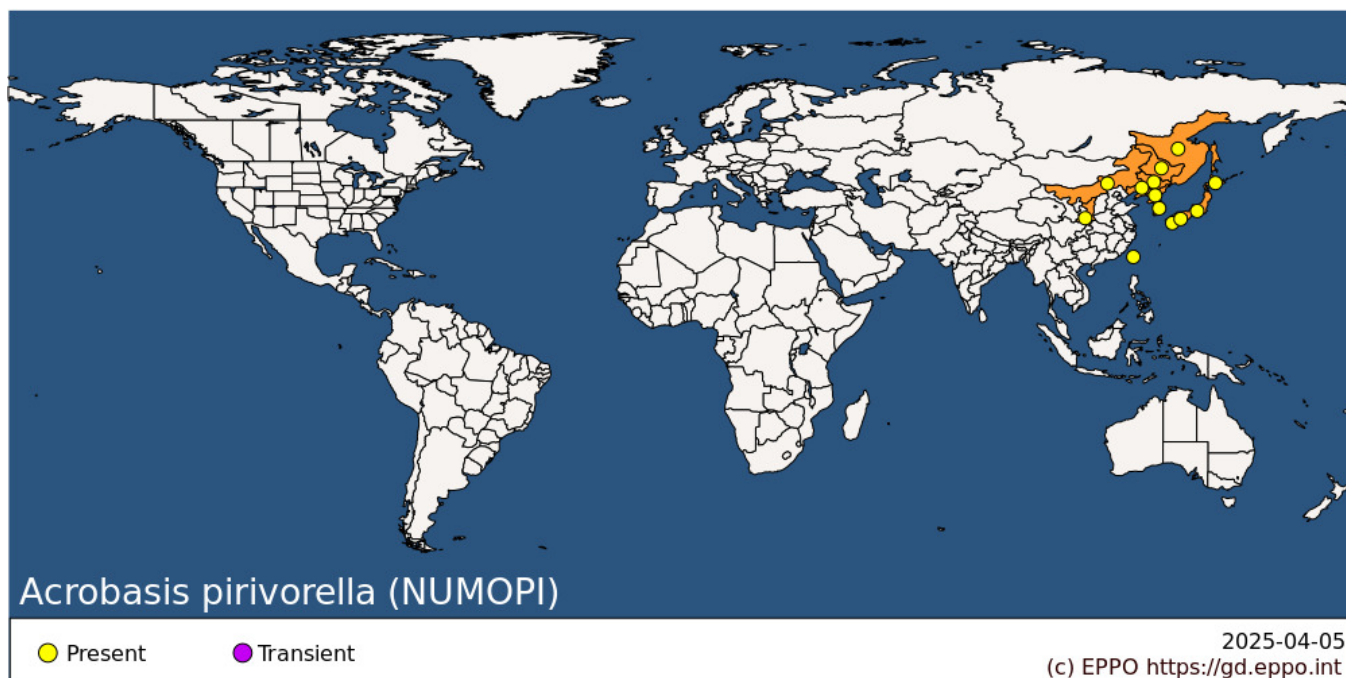 Acrobasis pirivorella (NUMOPI)
Present
Transient
2025-04-05
(c) EPPO https://gd.eppo.int